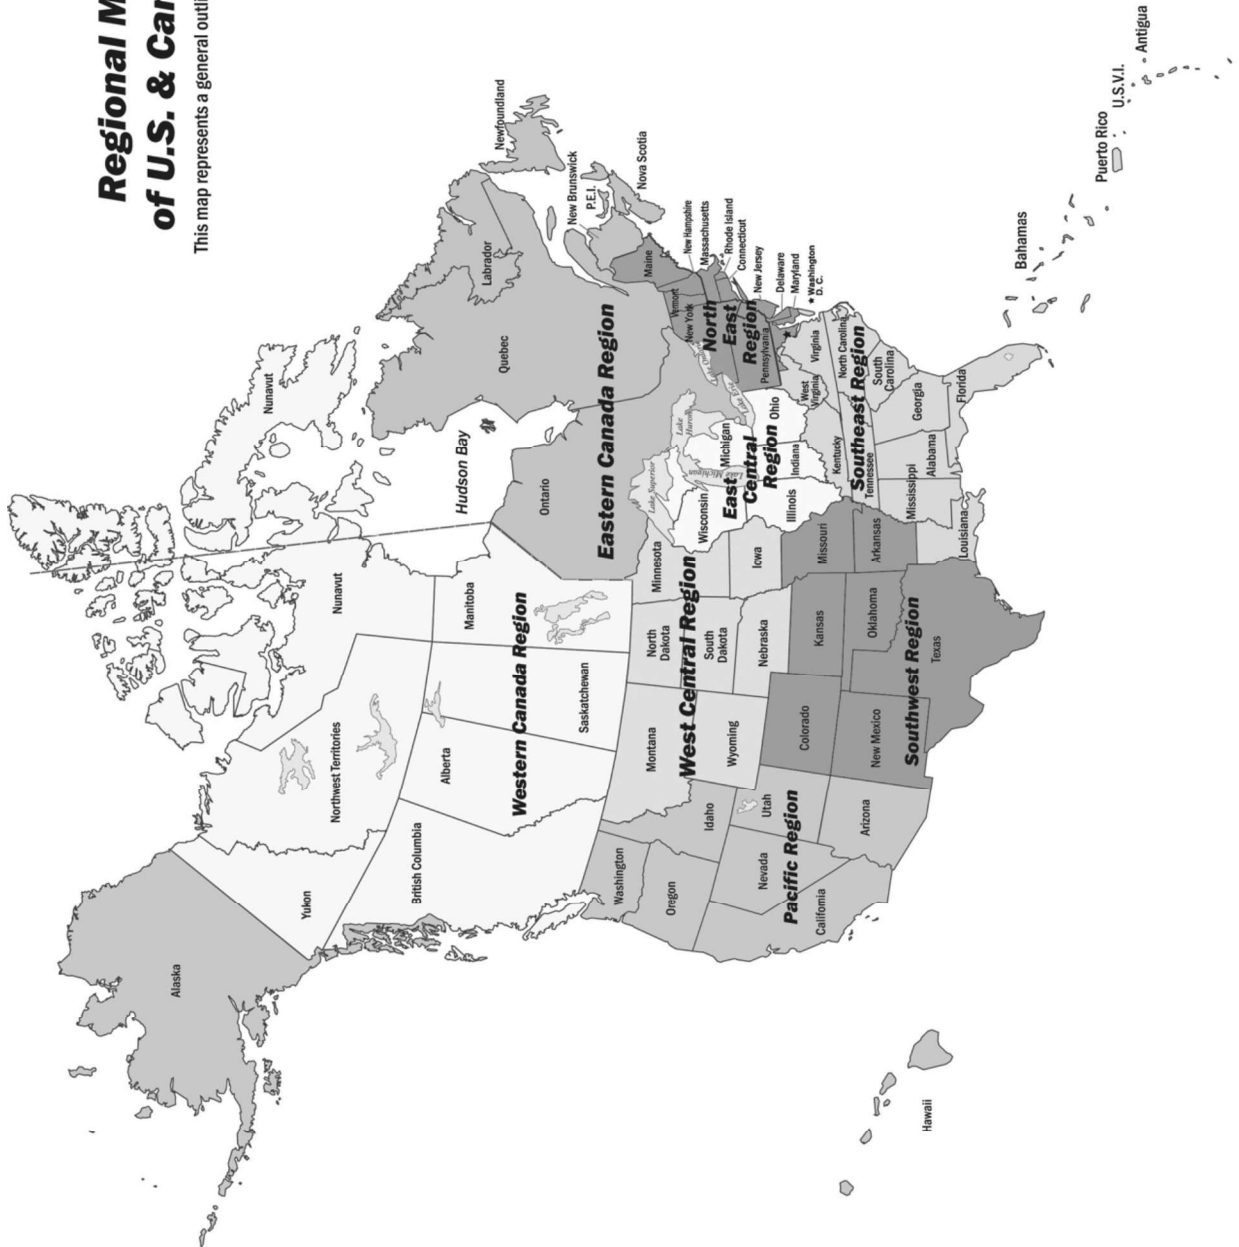 Regional M
of U.S. & Can
This map represents a general outli
Alaska
Yukon
Northwest Territories
Nunavut
Nunavut
British Columbia
Alberta
Saskatchewan
Manitoba
Western Canada Region
Hudson Bay
Ontario
Quebec
Labrador
Newfoundland
New Brunswick
P.E.I.
Nova Scotia
Eastern Canada Region
Washington
Oregon
Idaho
Nevada
Utah
California
Arizona
Pacific Region
Hawaii
Montana
Wyoming
North
Dakota
South
Dakota
Nebraska
Minnesota
Iowa
West Central Region
Colorado
Kansas
Missouri
New Mexico
Oklahoma
Arkansas
Texas
Southwest Region
Lake Superior
Lake Michigan
Lake
Huron
Lake Erie
Wisconsin
Michigan
Illinois
Indiana
Ohio
East
Central
Region
Maine
Vermont
New York
New Hampshire
Massachusetts
Rhode Island
Connecticut
Pennsylvania
New Jersey
Delaware
Maryland
★ Washington
D. C.
North
East
Region
West
Virginia
Virginia
Kentucky
Tennessee
North Carolina
South
Carolina
Georgia
Alabama
Mississippi
Louisiana
Florida
Southeast Region
Bahamas
Puerto Rico
U.S.V.I.
Antigua